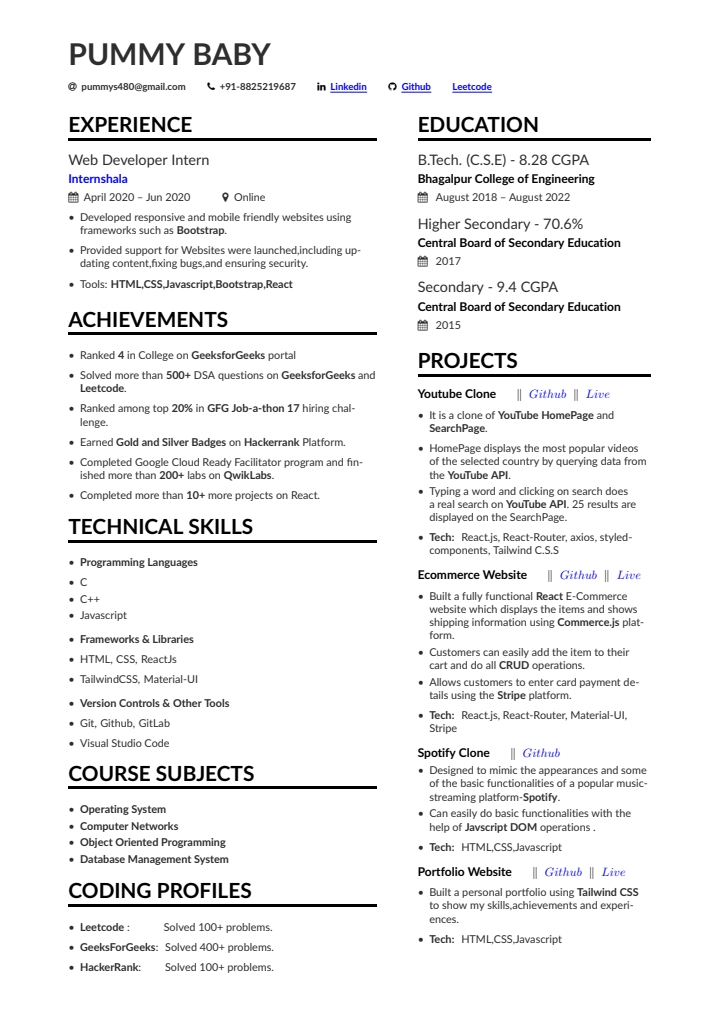 PUMMY BABY
pummys480@gmail.com +91-8825219687 Linkedin Github Leetcode
EXPERIENCE
Web Developer Intern
Internshala
April 2020 – Jun 2020 Online
• Developed responsive and mobile friendly websites using
frameworks such as Bootstrap.
• Provided support for Websites were launched,including up-
dating content,fixing bugs,and ensuring security.
• Tools: HTML,CSS,Javascript,Bootstrap,React
ACHIEVEMENTS
• Ranked 4 in College on GeeksforGeeks portal
• Solved more than 500+ DSA questions on GeeksforGeeks and
Leetcode.
• Ranked among top 20% in GFG Job-a-thon 17 hiring chal-
lenge.
• Earned Gold and Silver Badges on Hackerrank Platform.
• Completed Google Cloud Ready Facilitator program and fin-
ished more than 200+ labs on QwikLabs.
• Completed more than 10+ more projects on React.
TECHNICAL SKILLS
• Programming Languages
• C
• C++
• Javascript
• Frameworks & Libraries
• HTML, CSS, ReactJs
• TailwindCSS, Material-UI
• Version Controls & Other Tools
• Git, Github, GitLab
• Visual Studio Code
COURSE SUBJECTS
• Operating System
• Computer Networks
• Object Oriented Programming
• Database Management System
CODING PROFILES
• Leetcode : Solved 100+ problems.
• GeeksForGeeks: Solved 400+ problems.
• HackerRank: Solved 100+ problems.
EDUCATION
B.Tech. (C.S.E) - 8.28 CGPA
Bhagalpur College of Engineering
August 2018 – August 2022
Higher Secondary - 70.6%
Central Board of Secondary Education
2017
Secondary - 9.4 CGPA
Central Board of Secondary Education
2015
PROJECTS
Youtube Clone || Github || Live
• It is a clone of YouTube HomePage and
SearchPage.
• HomePage displays the most popular videos
of the selected country by querying data from
the YouTube API.
• Typing a word and clicking on search does
a real search on YouTube API. 25 results are
displayed on the SearchPage.
• Tech: React.js, React-Router, axios, styled-
components, Tailwind C.S.S
Ecommerce Website || Github || Live
• Built a fully functional React E-Commerce
website which displays the items and shows
shipping information using Commerce.js plat-
form.
• Customers can easily add the item to their
cart and do all CRUD operations.
• Allows customers to enter card payment de-
tails using the Stripe platform.
• Tech: React.js, React-Router, Material-UI,
Stripe
Spotify Clone || Github
• Designed to mimic the appearances and some
of the basic functionalities of a popular music-
streaming platform-Spotify.
• Can easily do basic functionalities with the
help of Javscript DOM operations .
• Tech: HTML,CSS,Javascript
Portfolio Website || Github || Live
• Built a personal portfolio using Tailwind CSS
to show my skills,achievements and experi-
ences.
• Tech: HTML,CSS,Javascript